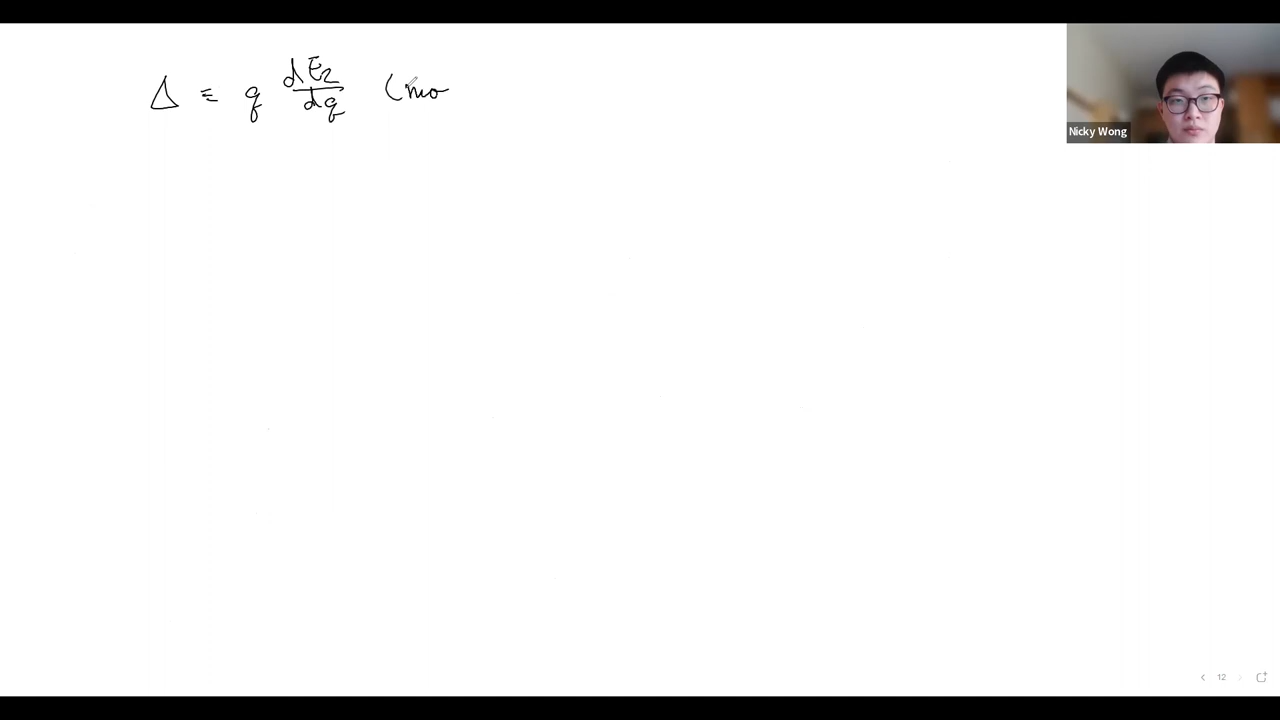 Δ ≡ q dE₂/dq (mo
Nicky Wong
12